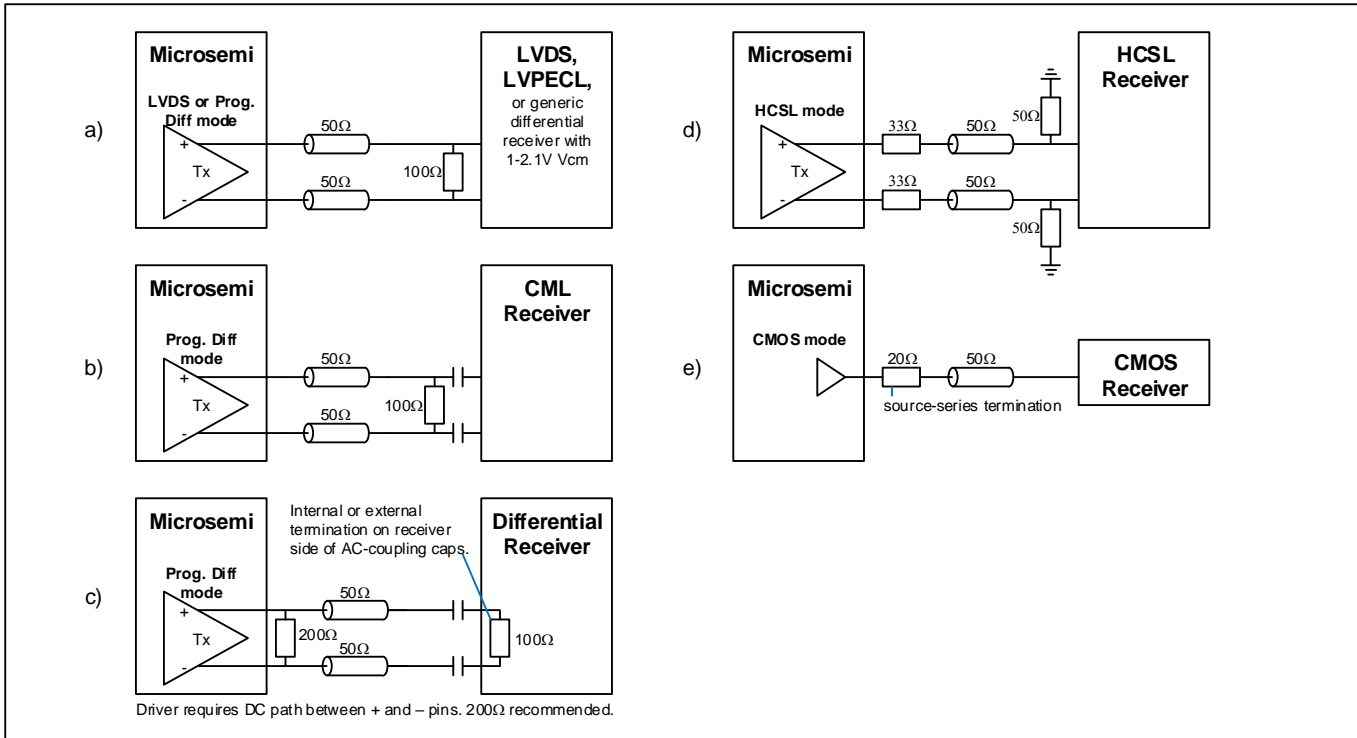 a)
Microsemi
LVDS or Prog.
Diff mode
+
Tx
-
50Ω
50Ω
100Ω
LVDS,
LVPECL,
or generic
differential
receiver with
1-2.1V Vcm
b)
Microsemi
Prog. Diff
mode
+
Tx
-
50Ω
50Ω
100Ω
CML
Receiver
c)
Microsemi
Prog. Diff
mode
+
Tx
-
200Ω
50Ω
50Ω
Internal or external
termination on receiver
side of AC-coupling caps.
Differential
Receiver
100Ω
Driver requires DC path between + and – pins. 200Ω recommended.
d)
Microsemi
HCSL mode
+
Tx
-
33Ω
50Ω
50Ω
33Ω
50Ω
50Ω
HCSL
Receiver
e)
Microsemi
CMOS mode
20Ω
50Ω
source-series termination
CMOS
Receiver